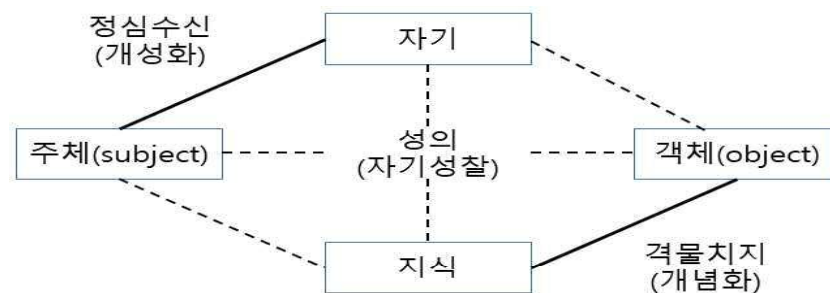 정심수신
(개성화)
자기
주체(subject)
성의
(자기성찰)
객체(object)
지식
격물치지
(개념화)